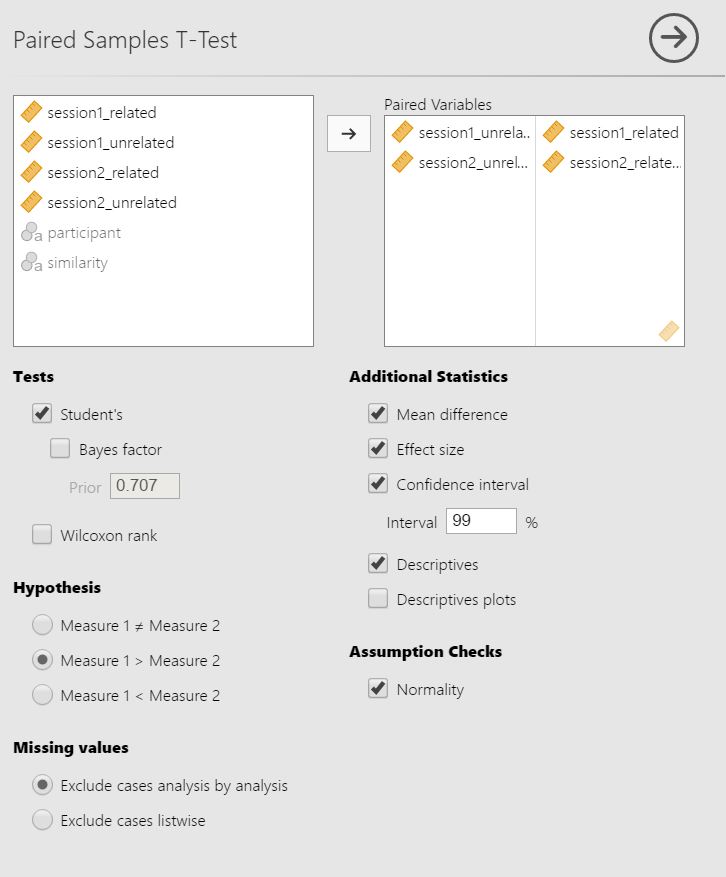 Paired Samples T-Test
session1_related
session1_unrelated
session2_related
session2_unrelated
a participant
a similarity
Paired Variables
session1_unrela.. session1_related
session2_unrel... session2_relate...
Tests
Student's
Bayes factor
Prior 0.707
Wilcoxon rank
Hypothesis
Measure 1 ≠ Measure 2
Measure 1 > Measure 2
Measure 1 < Measure 2
Missing values
Exclude cases analysis by analysis
Exclude cases listwise
Additional Statistics
Mean difference
Effect size
Confidence interval
Interval 99 %
Descriptives
Descriptives plots
Assumption Checks
Normality